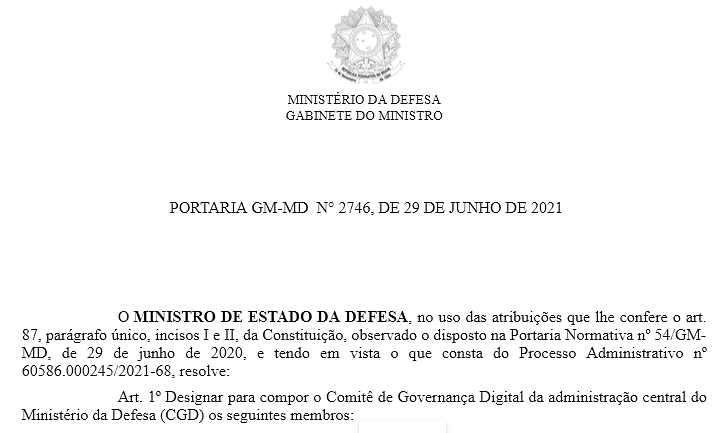 MINISTÉRIO DA DEFESA
GABINETE DO MINISTRO
PORTARIA GM-MD N° 2746, DE 29 DE JUNHO DE 2021
O MINISTRO DE ESTADO DA DEFESA, no uso das atribuições que lhe confere o art.
87, parágrafo único, incisos I e II, da Constituição, observado o disposto na Portaria Normativa nº 54/GM-
MD, de 29 de junho de 2020, e tendo em vista o que consta do Processo Administrativo nº
60586.000245/2021-68, resolve:
Art. 1º Designar para compor o Comitê de Governança Digital da administração central do
Ministério da Defesa (CGD) os seguintes membros: